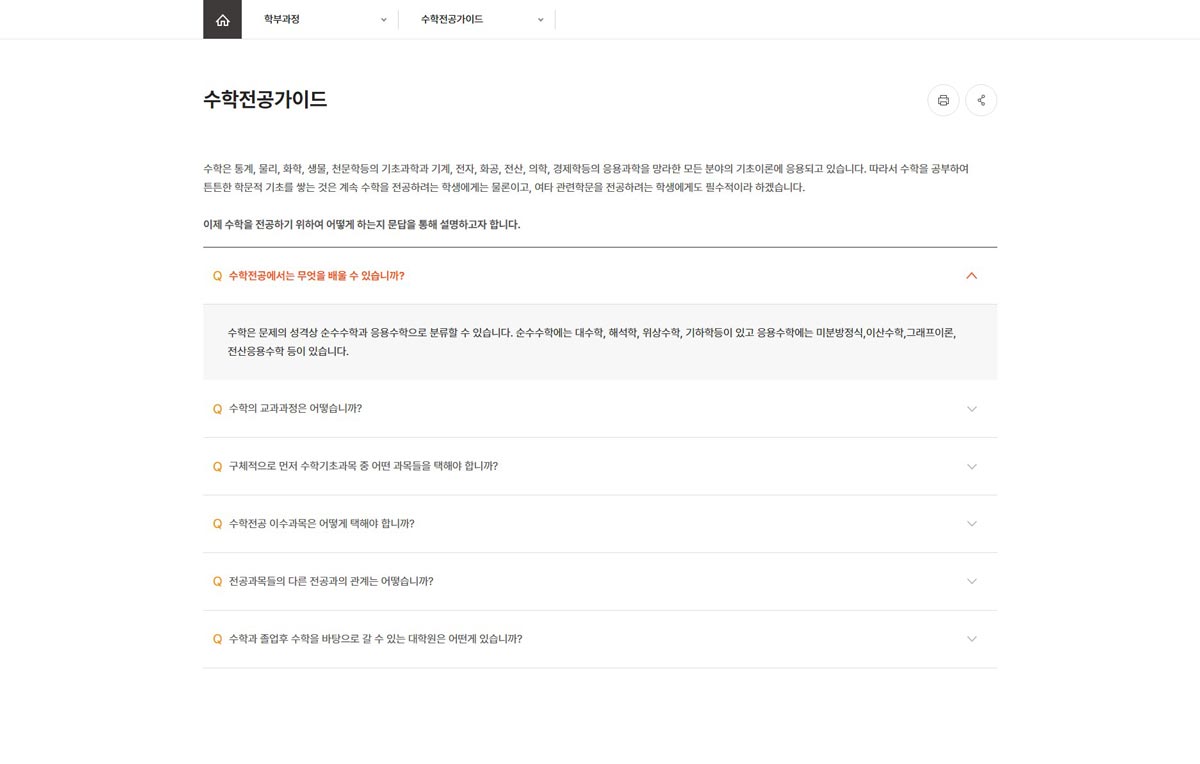 학부과정
수학전공가이드
수학전공가이드
수학은 통계, 물리, 화학, 생물, 천문학등의 기초과학과 기계, 전자, 화공, 전산, 의학, 경제학등의 응용과학을 망라한 모든 분야의 기초이론에 응용되고 있습니다. 따라서 수학을 공부하여
튼튼한 학문적 기초를 쌓는 것은 계속 수학을 전공하려는 학생에게는 물론이고, 여타 관련학문을 전공하려는 학생에게도 필수적이라 하겠습니다.
이제 수학을 전공하기 위하여 어떻게 하는지 문답을 통해 설명하고자 합니다.
Q 수학전공에서는 무엇을 배울 수 있습니까?
수학은 문제의 성격상 순수수학과 응용수학으로 분류할 수 있습니다. 순수수학에는 대수학, 해석학, 위상수학, 기하학등이 있고 응용수학에는 미분방정식,이산수학,그래프이론,
전산응용수학 등이 있습니다.
Q 수학의 교과과정은 어떻습니까?
Q 구체적으로 먼저 수학기초과목 중 어떤 과목들을 택해야 합니까?
Q 수학전공 이수과목은 어떻게 택해야 합니까?
Q 전공과목들의 다른 전공과의 관계는 어떻습니까?
Q 수학과 졸업후 수학을 바탕으로 갈 수 있는 대학원은 어떤게 있습니까?